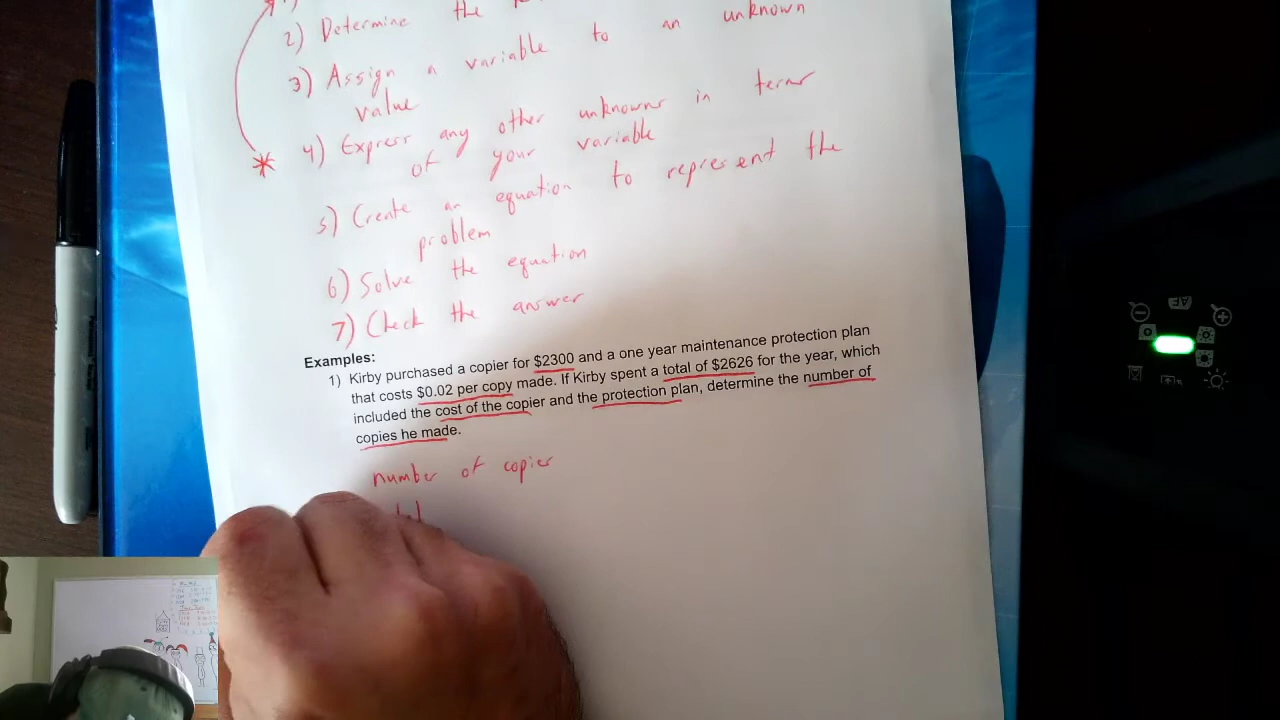 2) Determine the
3) Assign a variable to an unknown
value
4) Express any other unknowns in terms
of your variable
5) Create an equation to represent the
problem
6) Solve the equation
7) Check the answer
Examples:
1) Kirby purchased a copier for $2300 and a one year maintenance protection plan
that costs $0.02 per copy made. If Kirby spent a total of $2626 for the year, which
included the cost of the copier and the protection plan, determine the number of
copies he made.
number of copies